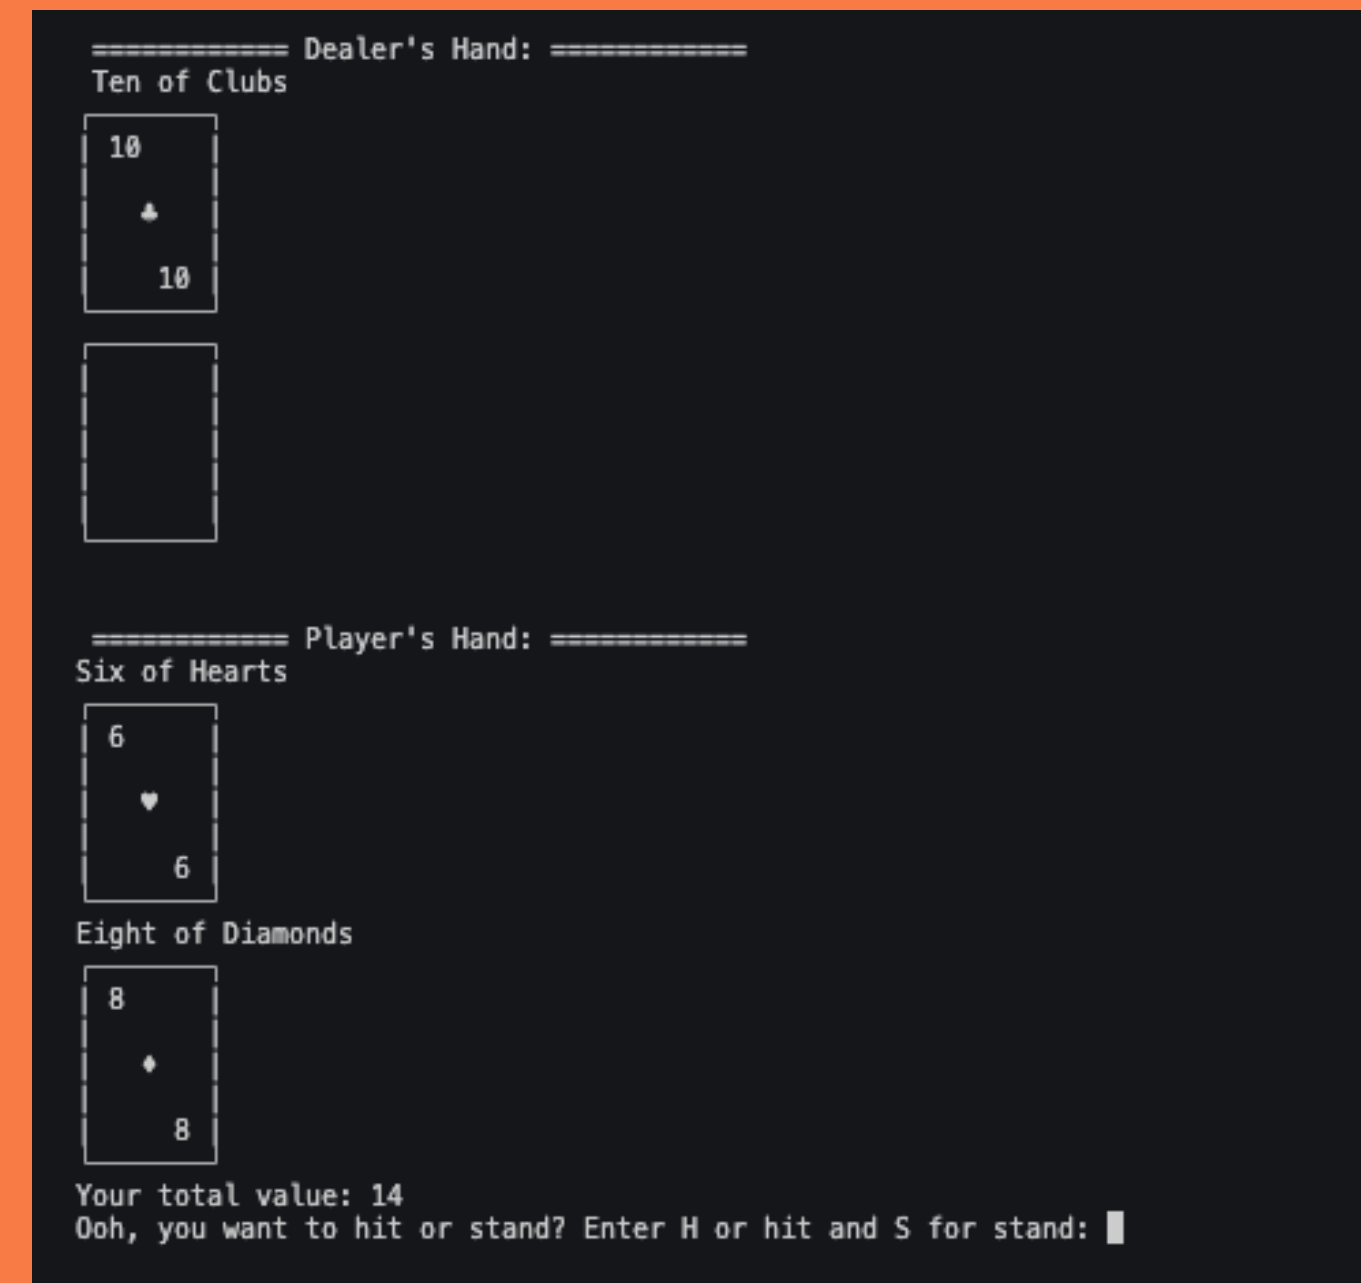 ============ Dealer's Hand: ============
Ten of Clubs
10
♣
10
============ Player's Hand: ============
Six of Hearts
6
♥
6
Eight of Diamonds
8
♦
8
Your total value: 14
Ooh, you want to hit or stand? Enter H or hit and S for stand: